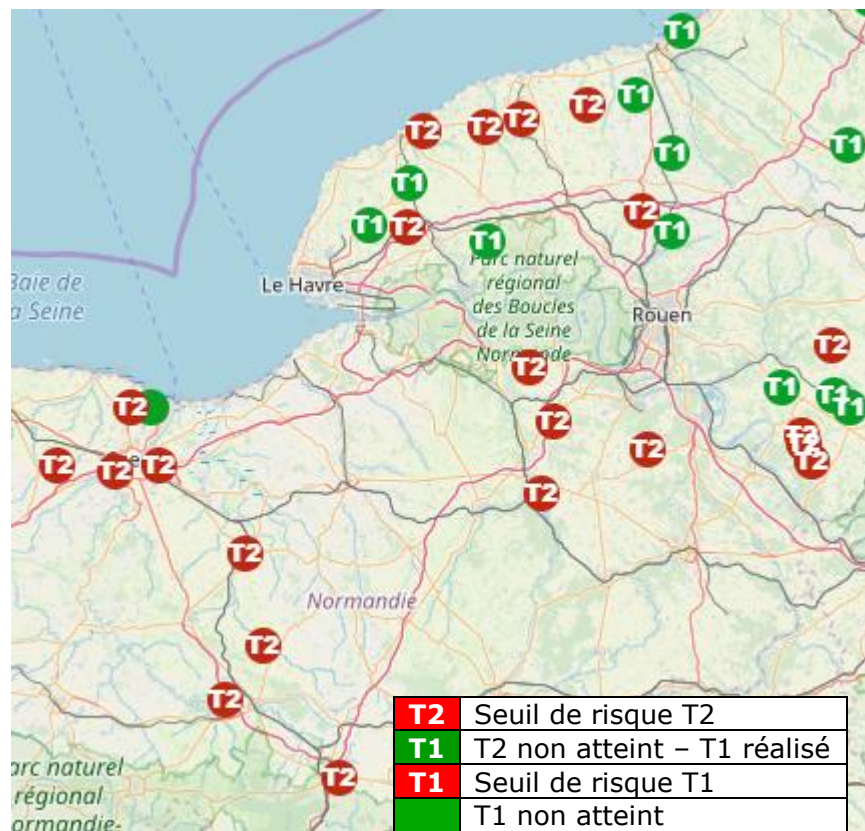 T1
T2 T2 T2 T2 T1
T1 T1
T1
T1 T2 T1 T2 T1
Parc naturel
régional
des Boucles
de la Seine
Normande
Baie de
a Seine
Le Havre
Rouen
T2
T2
T1 T1 T1
T2
T2
T2 T2 T2
T2
T2 T2 T2
T2
T2
Normandie
T2
T2
T2
arc naturel
régional
ormandie-
T2 Seuil de risque T2
T1 T2 non atteint – T1 réalisé
T1 Seuil de risque T1
T1 non atteint